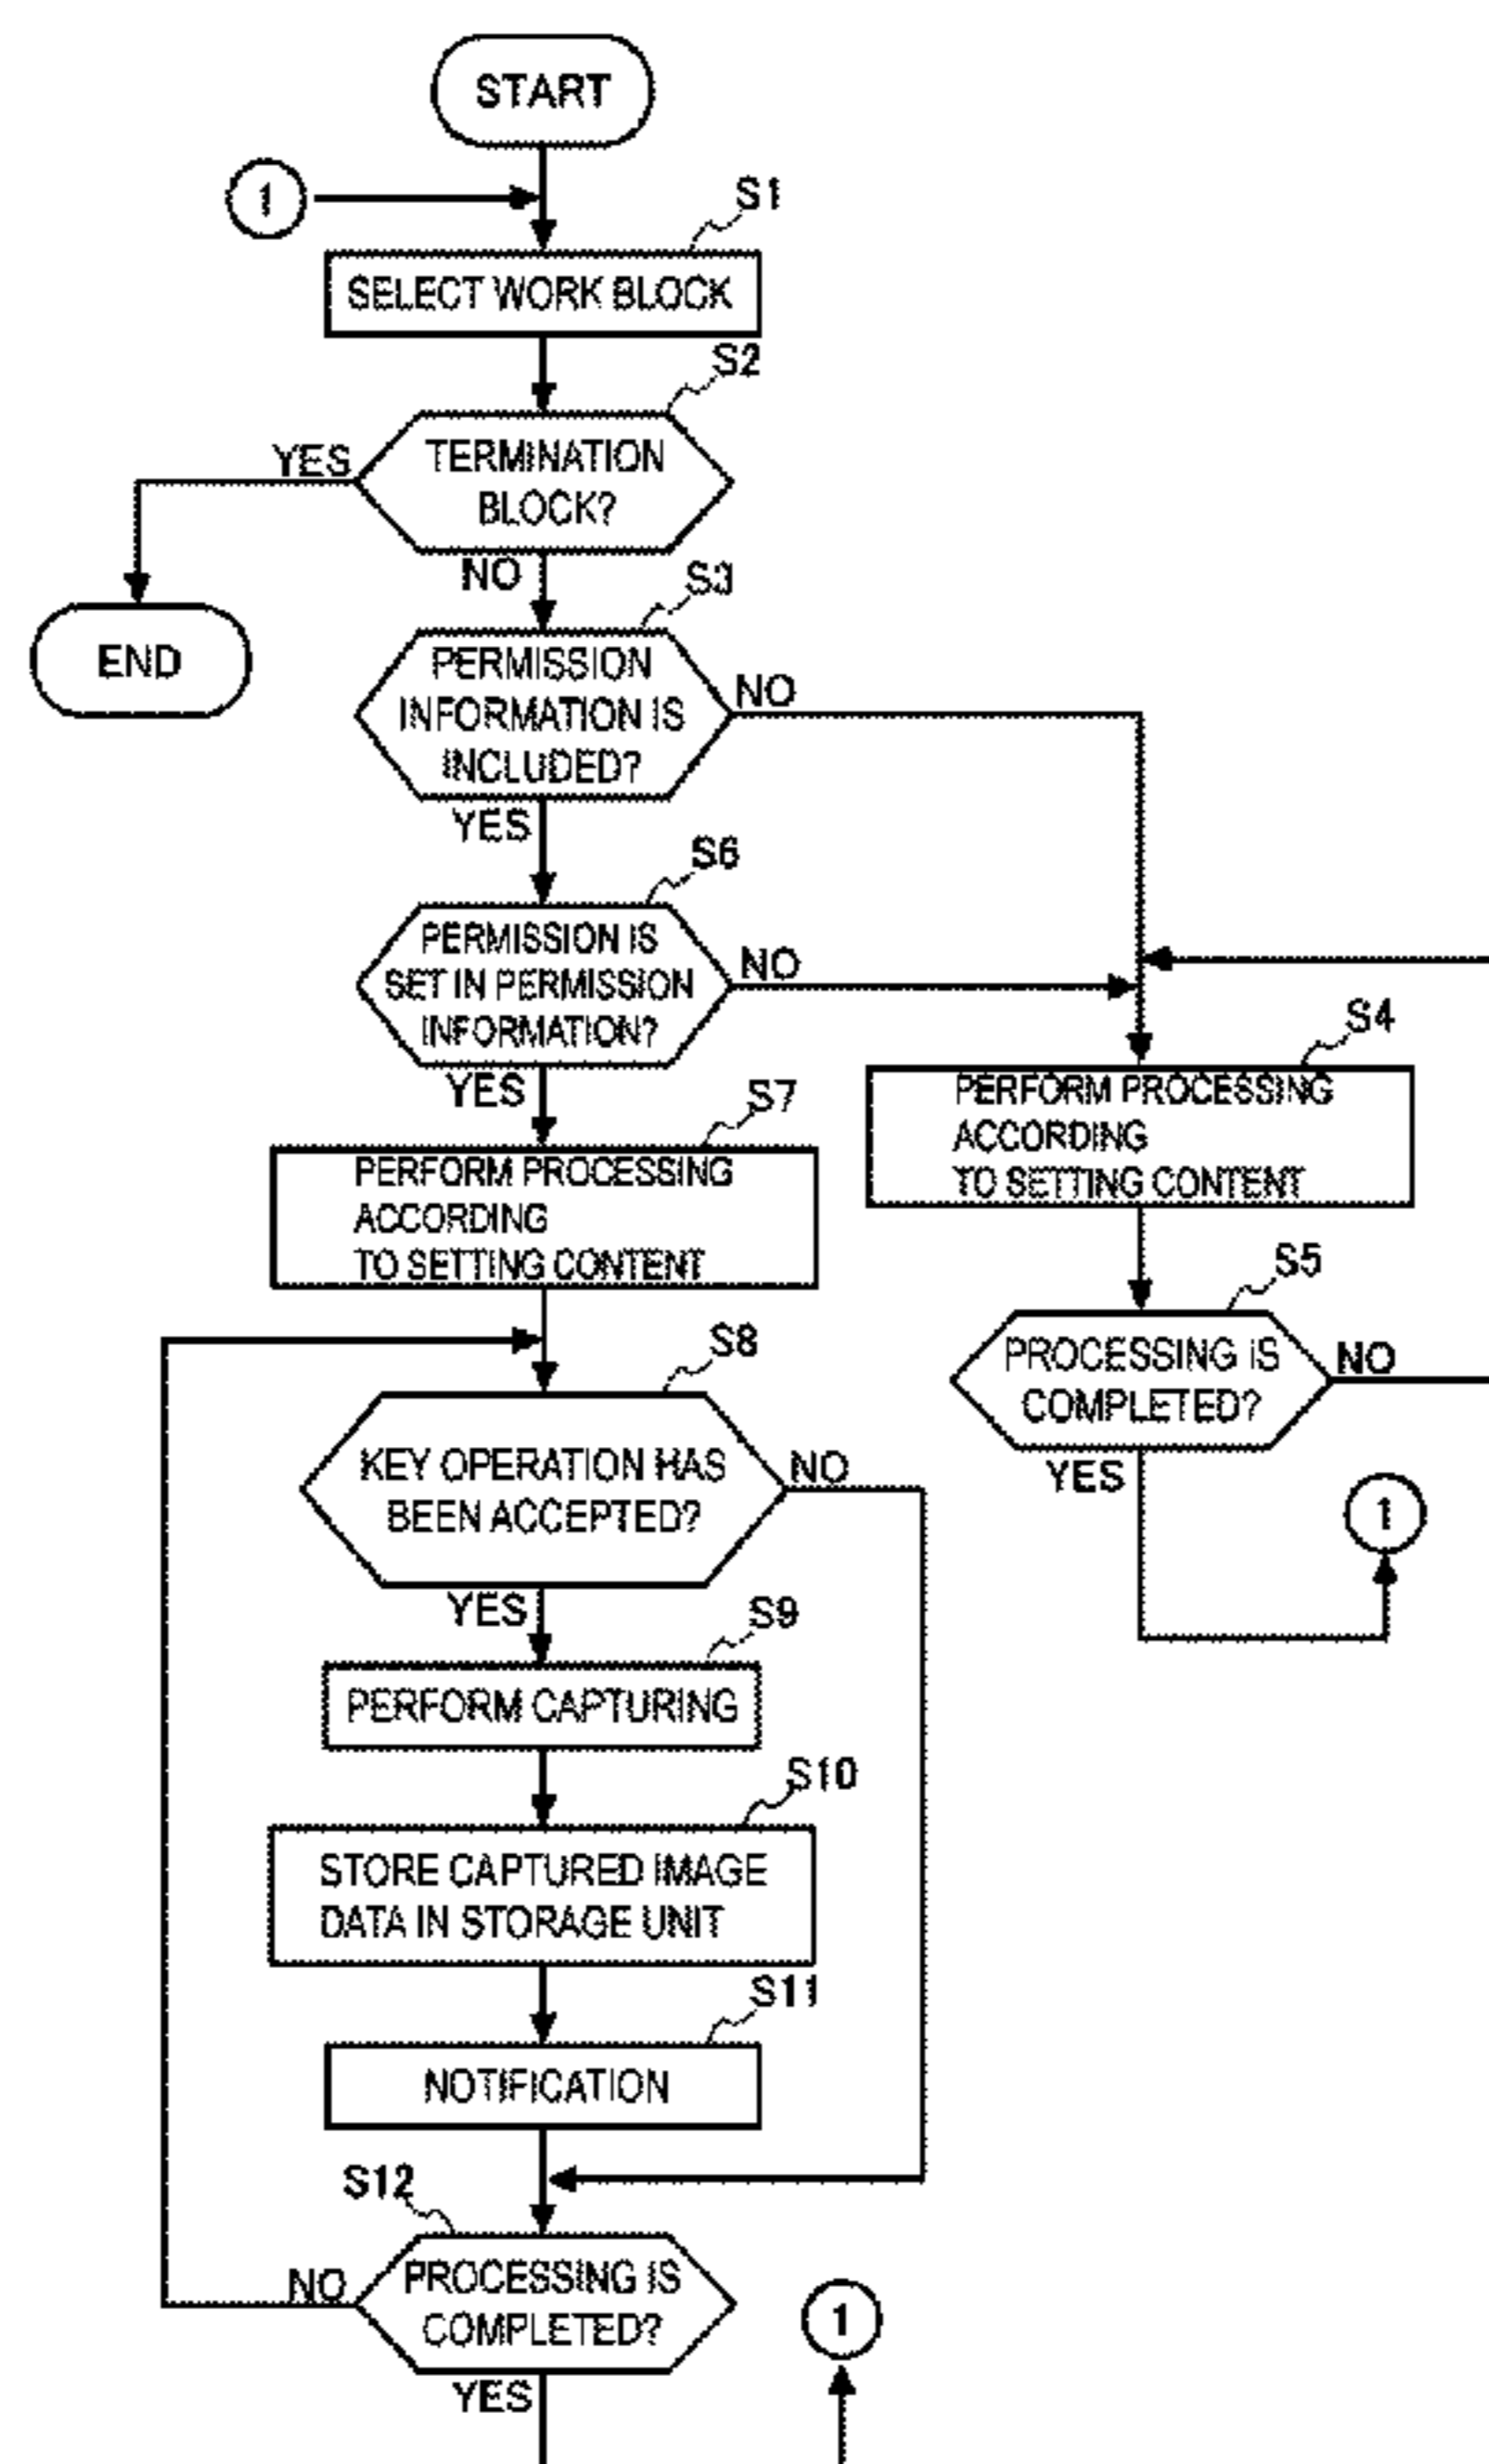 START
1
S1
SELECT WORK BLOCK
S2
TERMINATION
BLOCK?
YES
NO
END
S3
PERMISSION
INFORMATION IS
INCLUDED?
NO
YES
S6
PERMISSION IS
SET IN PERMISSION
INFORMATION?
NO
YES
S4
PERFORM PROCESSING
ACCORDING
TO SETTING CONTENT
S7
PERFORM PROCESSING
ACCORDING
TO SETTING CONTENT
S5
PROCESSING IS
COMPLETED?
NO
YES
1
S8
KEY OPERATION HAS
BEEN ACCEPTED?
NO
YES
S9
PERFORM CAPTURING
S10
STORE CAPTURED IMAGE
DATA IN STORAGE UNIT
S11
NOTIFICATION
S12
PROCESSING IS
COMPLETED?
NO
YES
1